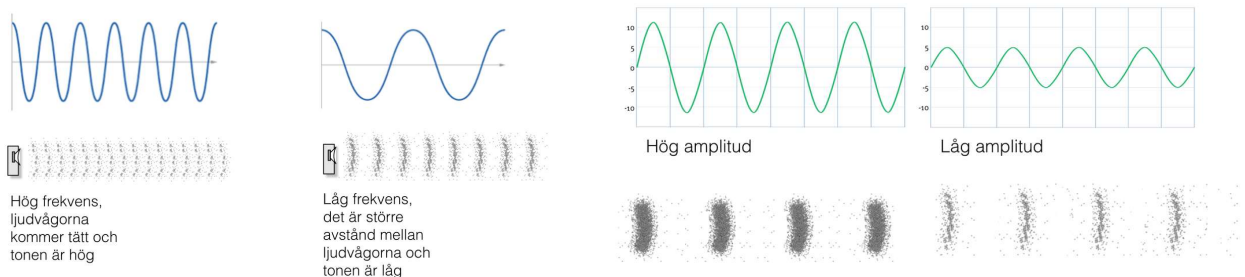 Hög frekvens,
ljudvågorna
kommer tätt och
tonen är hög
Låg frekvens,
det är större
avstånd mellan
ljudvågorna och
tonen är låg
10
5
0
-5
-10
Hög amplitud
10
5
0
-5
-10
Låg amplitud